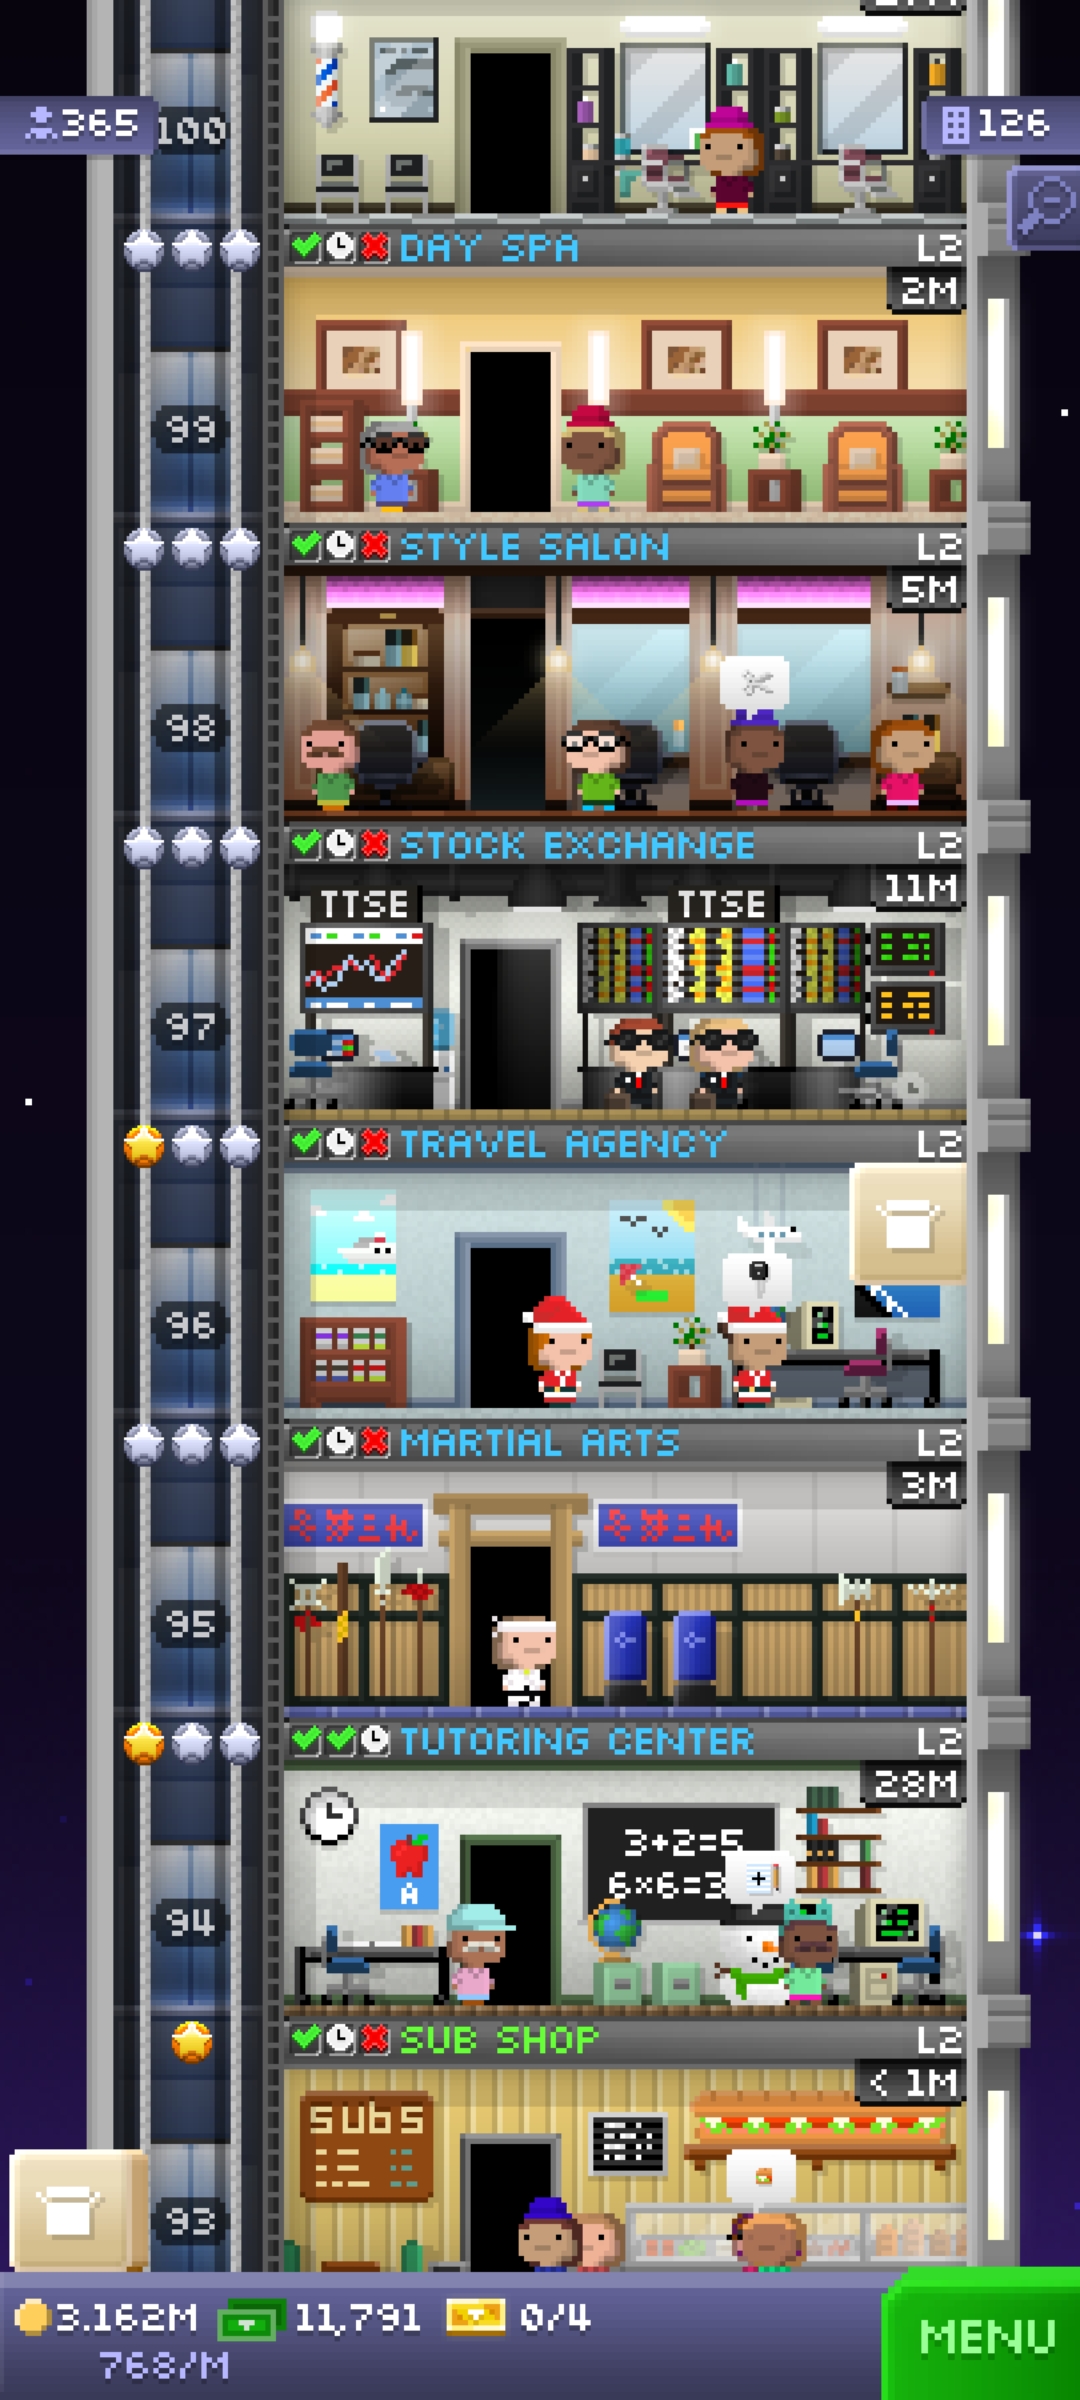 365
100
126
DAY SPA L2
2M
99
STYLE SALON L2
5M
98
STOCK EXCHANGE L2
11M
TTSE TTSE
97
TRAVEL AGENCY L2
96
MARTIAL ARTS L2
3M
95
TUTORING CENTER L2
28M
3+2=5
6x6=3
A
94
SUB SHOP L2
< 1M
SUBS
93
3.162M 11,791 0/4
768/M
MENU